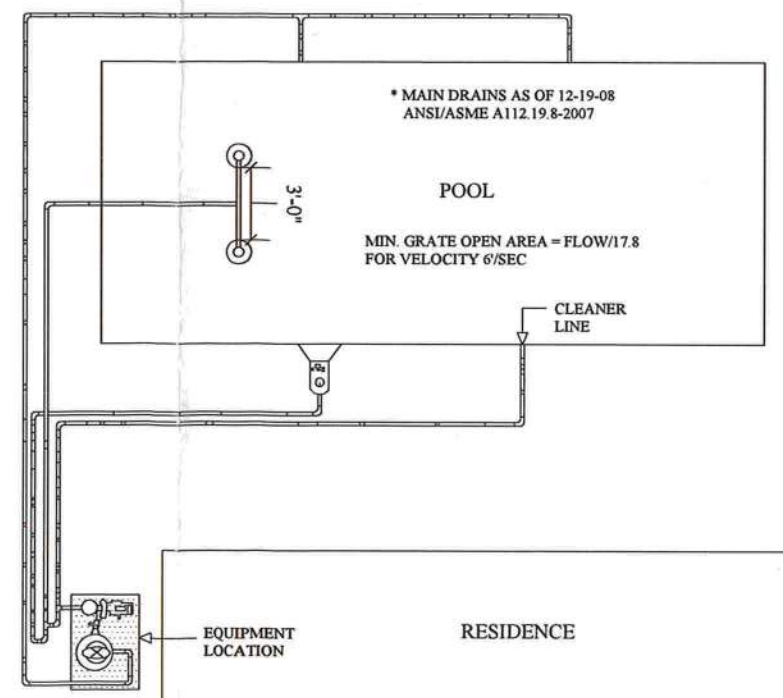 * MAIN DRAINS AS OF 12-19-08
ANSI/ASME A112.19.8-2007
3'-0"
POOL
MIN. GRATE OPEN AREA = FLOW/17.8
FOR VELOCITY 6'/SEC
CLEANER
LINE
EQUIPMENT
LOCATION
RESIDENCE